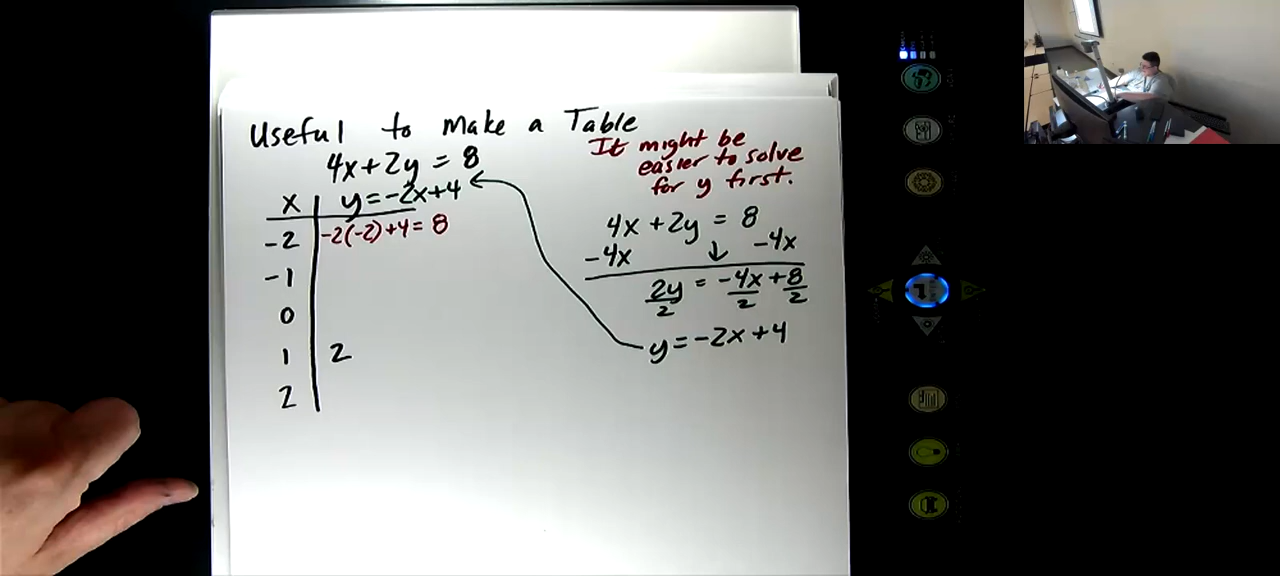 Useful to Make a Table
4x+2y = 8
It might be
easier to solve
for y first.
x | y=-2x+4
-2 | -2(-2)+4= 8
-1
0
1 | 2
2
4x+2y = 8
-4x ↓ -4x
2y/2 = -4x/2 + 8/2
y=-2x+4